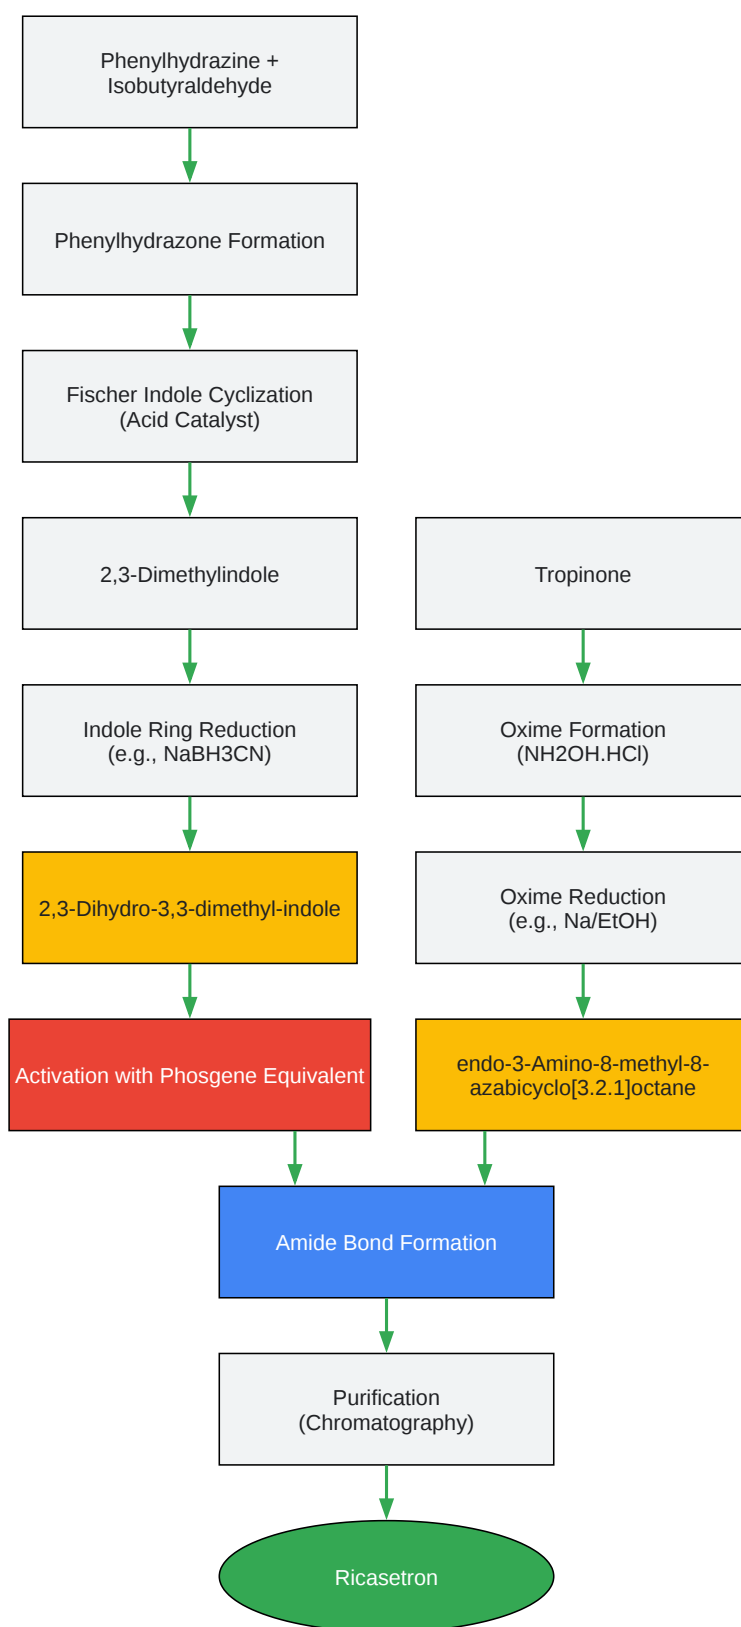 Phenylhydrazine +
Isobutyraldehyde
Phenylhydrazone Formation
Fischer Indole Cyclization
(Acid Catalyst)
2,3-Dimethylindole
Indole Ring Reduction
(e.g., NaBH3CN)
2,3-Dihydro-3,3-dimethyl-indole
Activation with Phosgene Equivalent
Tropinone
Oxime Formation
(NH2OH.HCl)
Oxime Reduction
(e.g., Na/EtOH)
endo-3-Amino-8-methyl-8-
azabicyclo[3.2.1]octane
Amide Bond Formation
Purification
(Chromatography)
Ricasetron